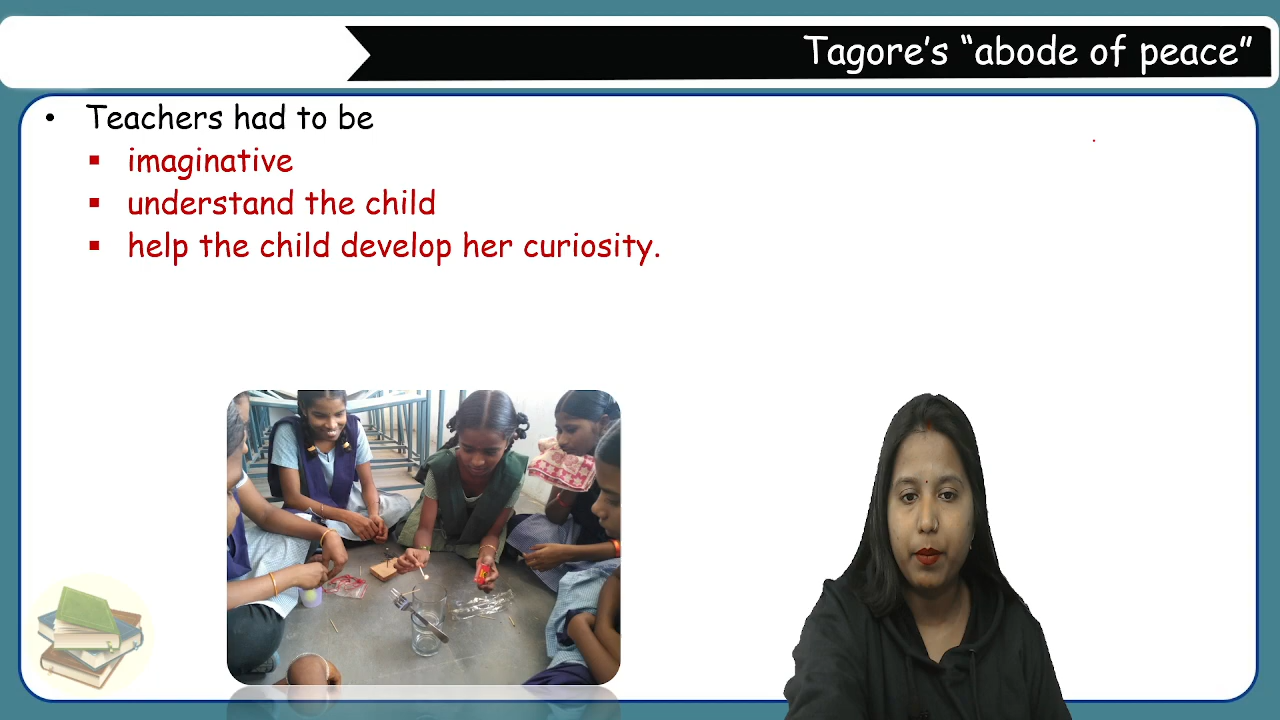 Tagore's “abode of peace”
• Teachers had to be
▪ imaginative
▪ understand the child
▪ help the child develop her curiosity.